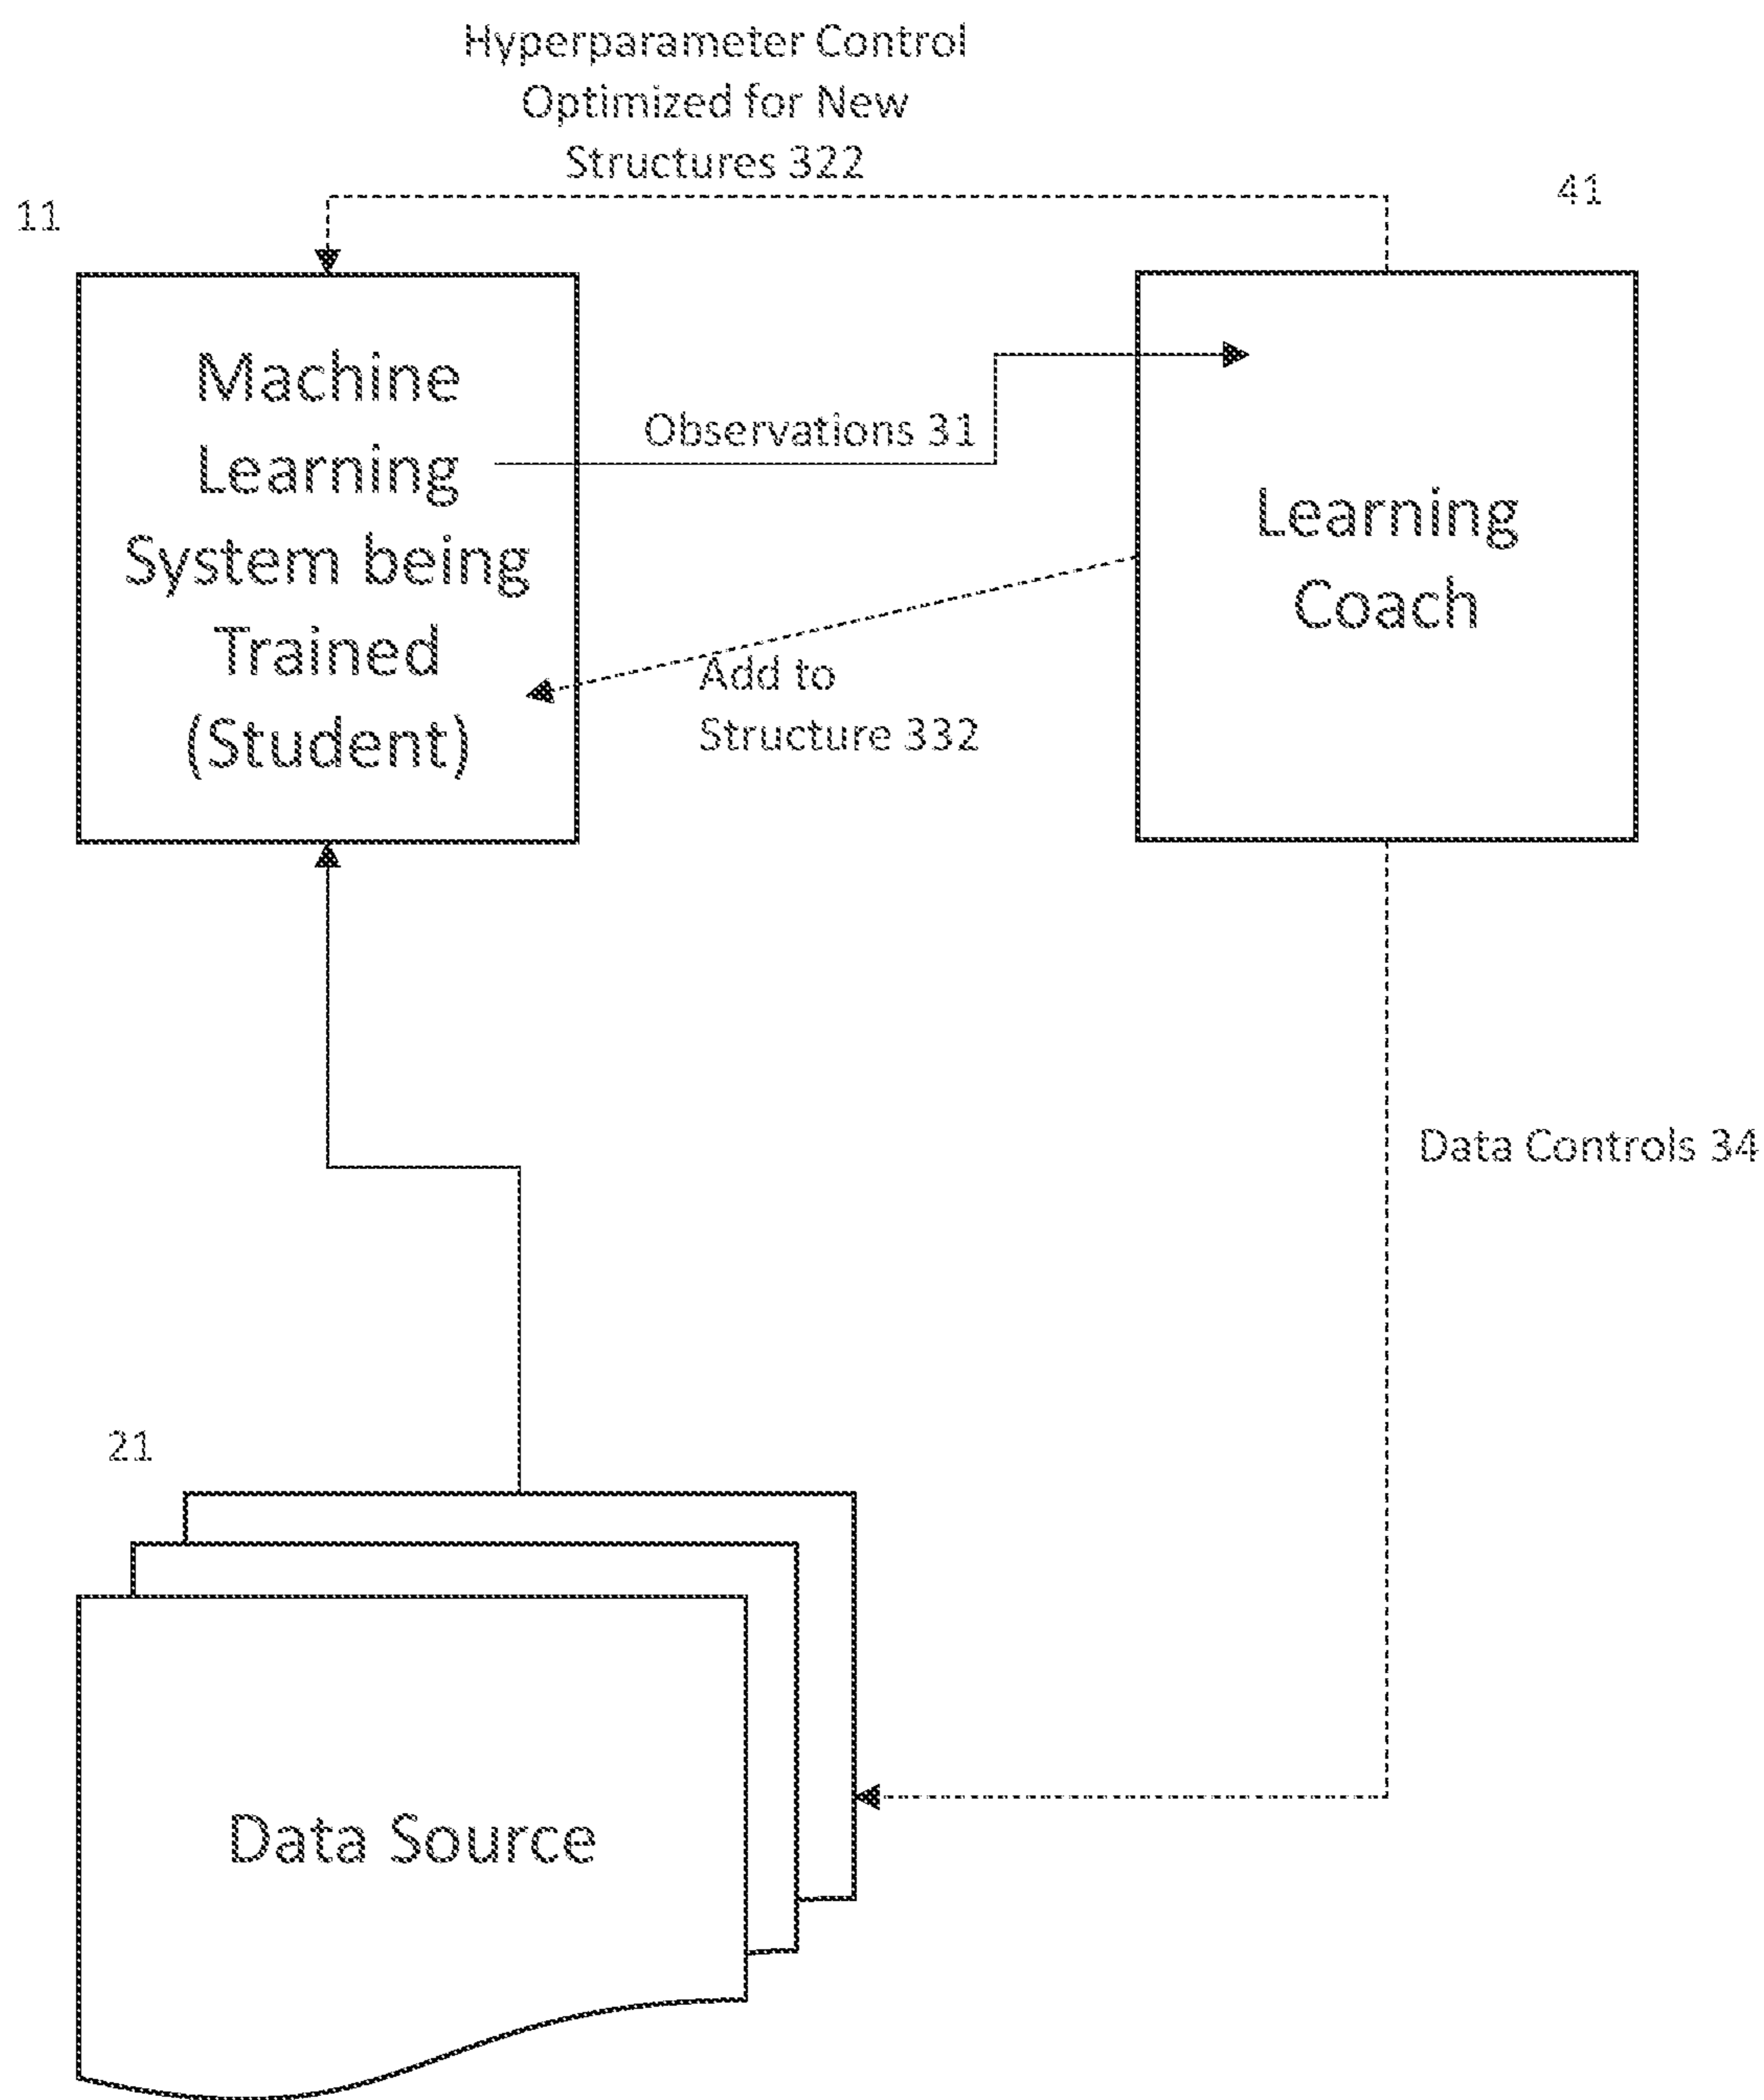 Hyperparameter Control
Optimized for New
Structures 322
11
41
Machine
Learning
System being
Trained
(Student)
Observations 31
Learning
Coach
Add to
Structure 332
Data Controls 34
21
Data Source